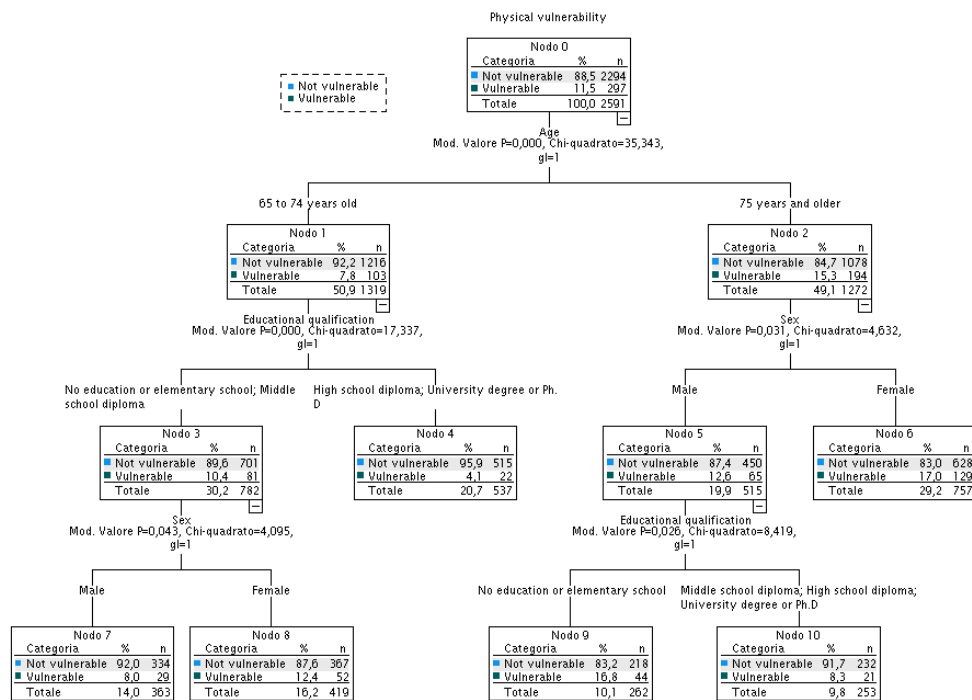 Physical vulnerability
Nodo 0
Categoria % n
Not vulnerable 88,5 2294
Vulnerable 11,5 297
Totale 100,0 2591
Not vulnerable
Vulnerable
Age
Mod. Valore P=0,000, Chi-quadrato=35,343,
gl=1
65 to 74 years old
75 years and older
Nodo 1
Categoria % n
Not vulnerable 92,2 1216
Vulnerable 7,8 103
Totale 50,9 1319
Nodo 2
Categoria % n
Not vulnerable 84,7 1078
Vulnerable 15,3 194
Totale 49,1 1272
Educational qualification
Mod. Valore P=0,000, Chi-quadrato=17,337,
gl=1
Sex
Mod. Valore P=0,031, Chi-quadrato=4,632,
gl=1
No education or elementary school; Middle
school diploma
High school diploma; University degree or Ph.
D
Male
Female
Nodo 3
Categoria % n
Not vulnerable 89,6 701
Vulnerable 10,4 81
Totale 30,2 782
Nodo 4
Categoria % n
Not vulnerable 95,9 515
Vulnerable 4,1 22
Totale 20,7 537
Nodo 5
Categoria % n
Not vulnerable 87,4 450
Vulnerable 12,6 65
Totale 19,9 515
Nodo 6
Categoria % n
Not vulnerable 83,0 628
Vulnerable 17,0 129
Totale 29,2 757
Sex
Mod. Valore P=0,043, Chi-quadrato=4,095,
gl=1
Educational qualification
Mod. Valore P=0,026, Chi-quadrato=8,419,
gl=1
Male
Female
No education or elementary school
Middle school diploma; High school diploma;
University degree or Ph.D
Nodo 7
Categoria % n
Not vulnerable 92,0 334
Vulnerable 8,0 29
Totale 14,0 363
Nodo 8
Categoria % n
Not vulnerable 87,6 367
Vulnerable 12,4 52
Totale 16,2 419
Nodo 9
Categoria % n
Not vulnerable 83,2 218
Vulnerable 16,8 44
Totale 10,1 262
Nodo 10
Categoria % n
Not vulnerable 91,7 232
Vulnerable 8,3 21
Totale 9,8 253